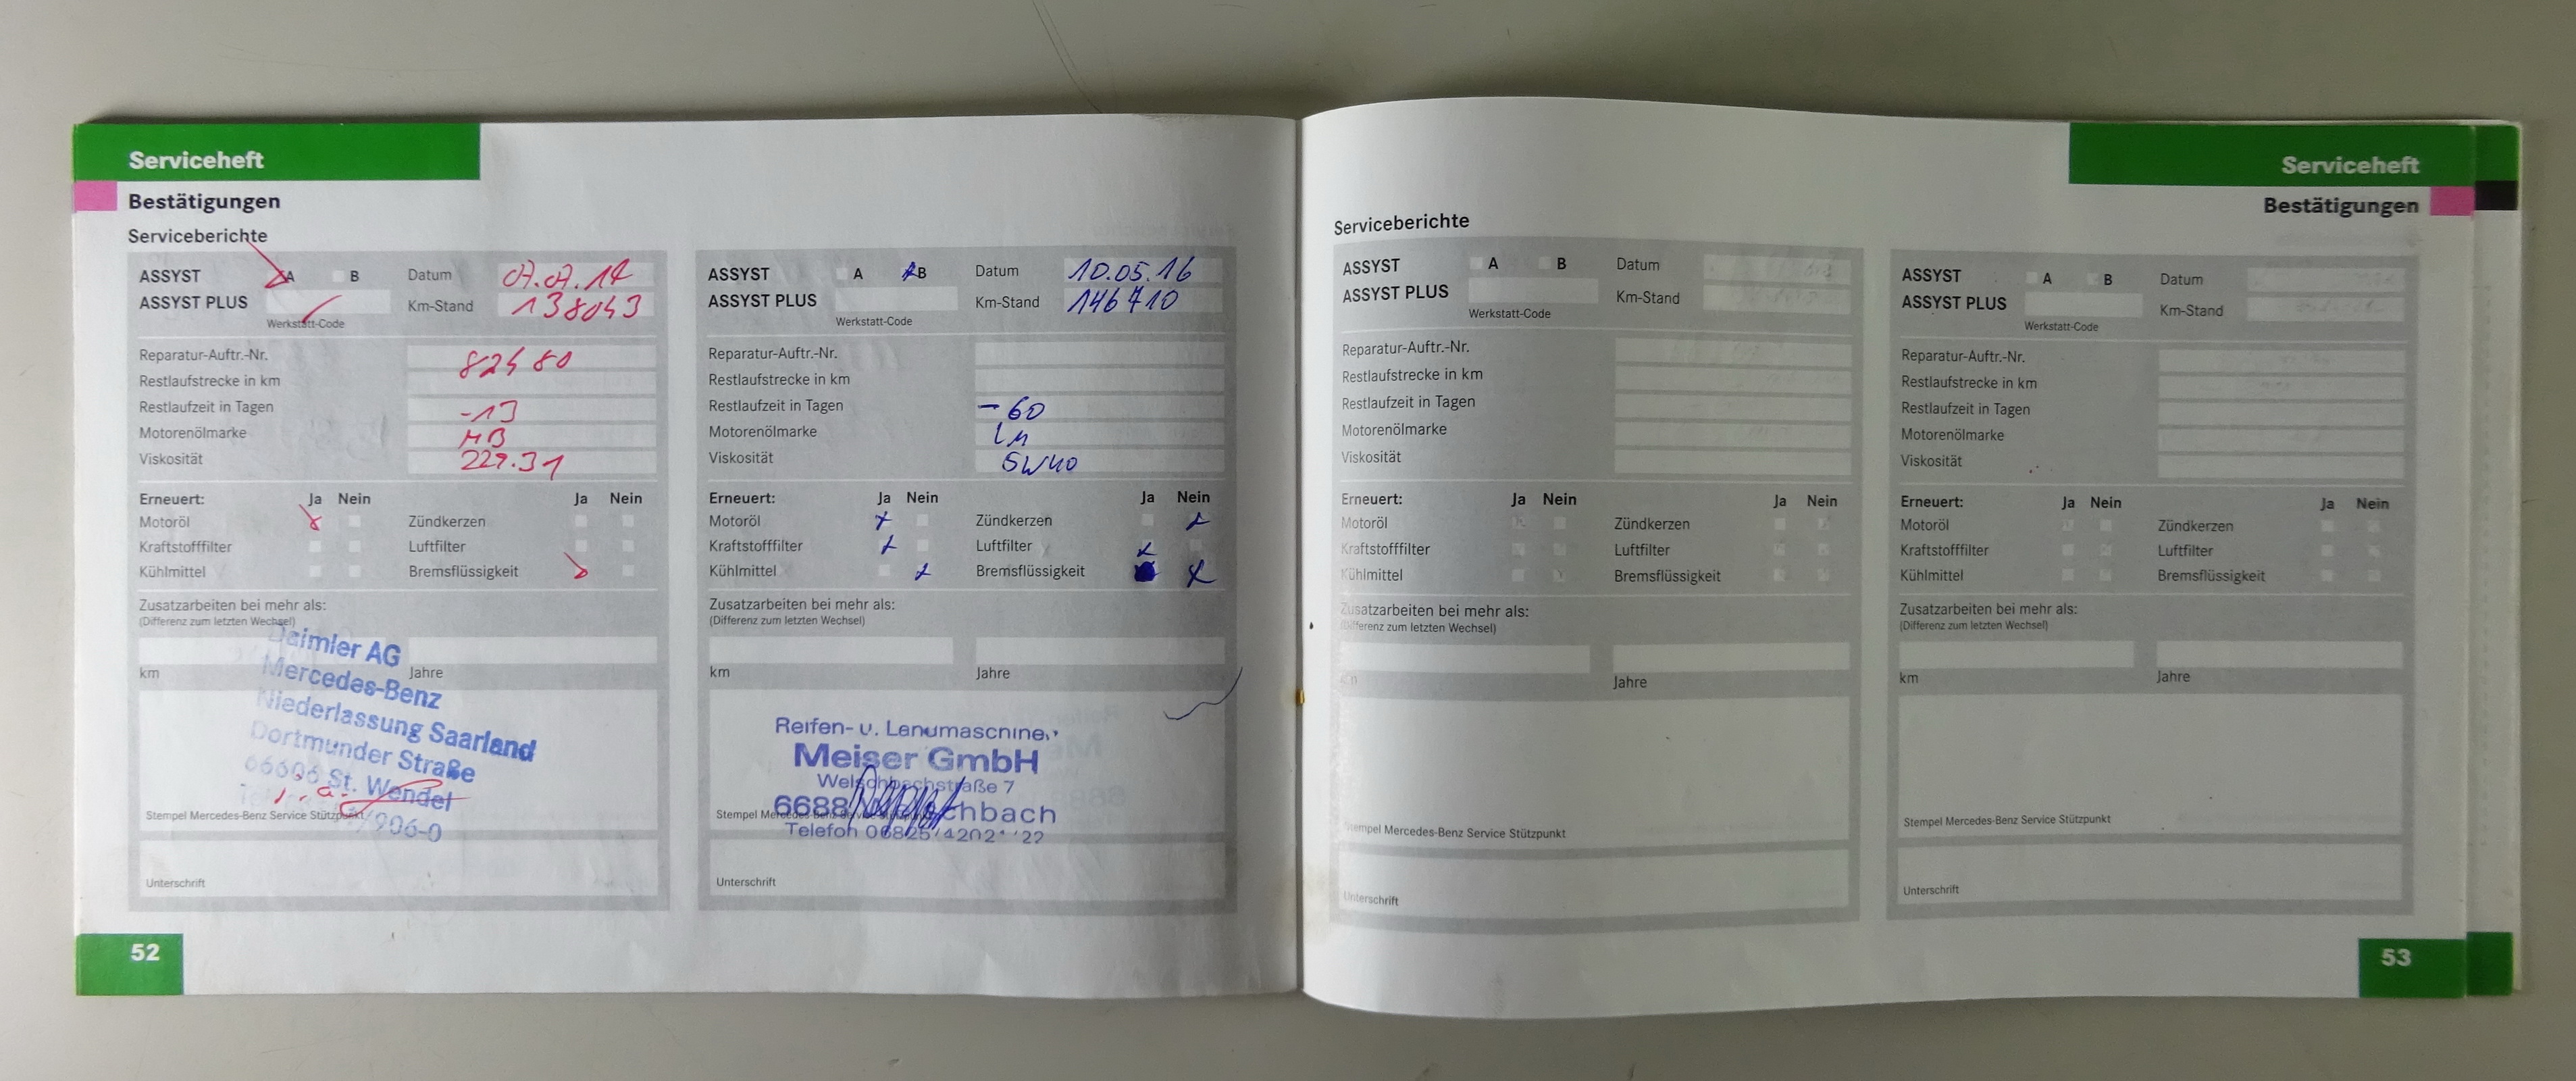 Serviceheft
Bestätigungen
Serviceberichte
ASSYST A B Datum
ASSYST PLUS Km-Stand 138043
Werkstatt-Code
Reparatur-Auftr.-Nr. 82480
Restlaufstrecke in km
Restlaufzeit in Tagen -13
Motorenölmarke MB
Viskosität 229.31
Erneuert: Ja Nein Ja Nein
Motoröl Zündkerzen
Kraftstofffilter Luftfilter
Kühlmittel Bremsflüssigkeit
Zusatzarbeiten bei mehr als:
(Differenz zum letzten Wechsel)
km Jahre
Daimler AG
Mercedes-Benz
Niederlassung Saarland
Dortmunder Straße
66606 St. Wendel
/906-0
Stempel Mercedes-Benz Service Stützpunkt
Unterschrift
52
ASSYST A B Datum 10.05.16
ASSYST PLUS Km-Stand 146710
Werkstatt-Code
Reparatur-Auftr.-Nr.
Restlaufstrecke in km
Restlaufzeit in Tagen -60
Motorenölmarke LM
Viskosität 5W40
Erneuert: Ja Nein Ja Nein
Motoröl Zündkerzen
Kraftstofffilter Luftfilter
Kühlmittel Bremsflüssigkeit
Zusatzarbeiten bei mehr als:
(Differenz zum letzten Wechsel)
km Jahre
Reifen- u.
Meiser GmbH
Welschbachstraße 7
Stempel Mercedes-Benz Service Stützpunkt
Telefon 06825
Unterschrift
Serviceheft
Bestätigungen
Serviceberichte
ASSYST A B Datum
ASSYST PLUS Km-Stand
Werkstatt-Code
Reparatur-Auftr.-Nr.
Restlaufstrecke in km
Restlaufzeit in Tagen
Motorenölmarke
Viskosität
Erneuert: Ja Nein Ja Nein
Motoröl Zündkerzen
Kraftstofffilter Luftfilter
Kühlmittel Bremsflüssigkeit
Zusatzarbeiten bei mehr als:
(Differenz zum letzten Wechsel)
km Jahre
Stempel Mercedes-Benz Service Stützpunkt
Unterschrift
ASSYST A B Datum
ASSYST PLUS Km-Stand
Werkstatt-Code
Reparatur-Auftr.-Nr.
Restlaufstrecke in km
Restlaufzeit in Tagen
Motorenölmarke
Viskosität
Erneuert: Ja Nein Ja Nein
Motoröl Zündkerzen
Kraftstofffilter Luftfilter
Kühlmittel Bremsflüssigkeit
Zusatzarbeiten bei mehr als:
(Differenz zum letzten Wechsel)
km Jahre
Stempel Mercedes-Benz Service Stützpunkt
Unterschrift
53